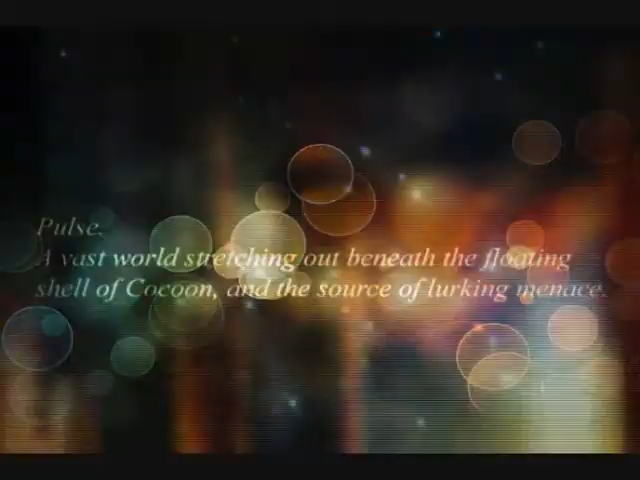 Pulse.
A vast world stretching out beneath the floating
shell of Cocoon, and the source of lurking menace.